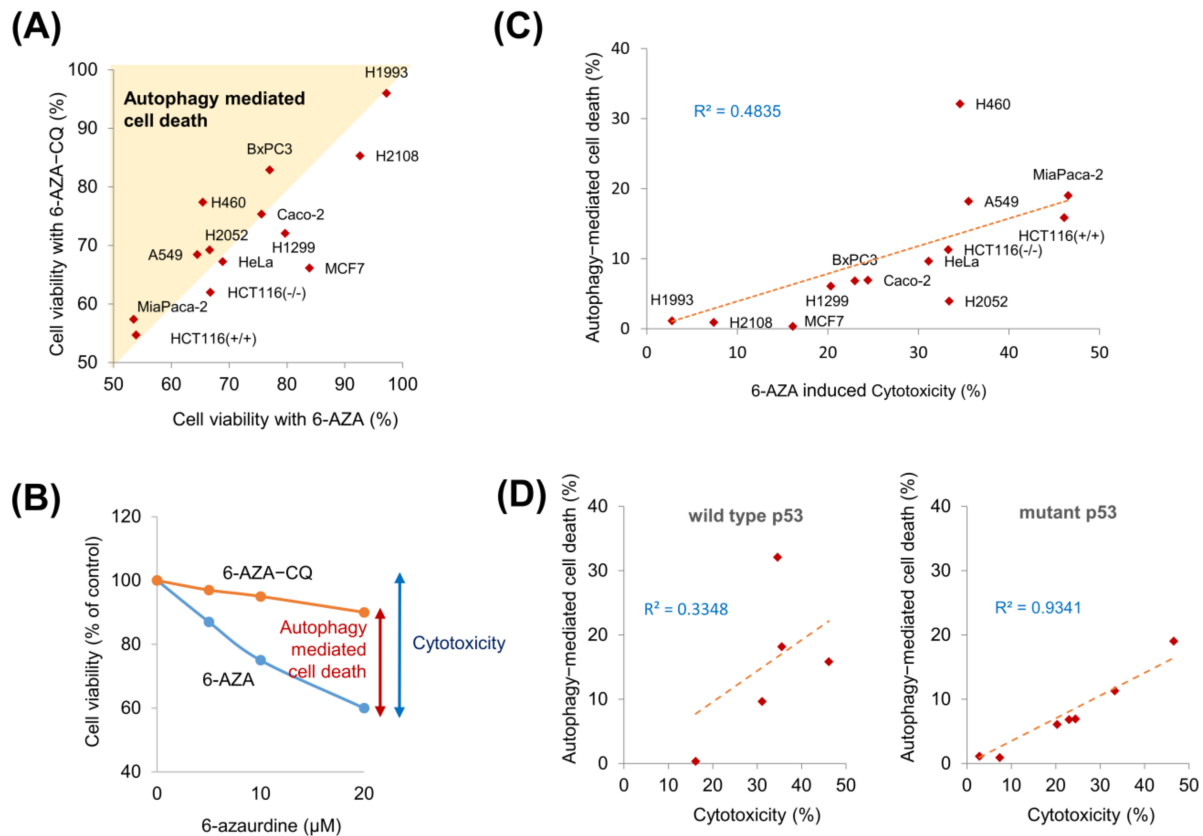 (A)
Cell viability with 6-AZA−CQ (%)
100
90
80
70
60
50
50
60
70
80
90
100
Cell viability with 6-AZA (%)
Autophagy mediated
cell death
H1993
BxPC3
H2108
H460
Caco-2
H2052
H1299
A549
HeLa
MCF7
HCT116(-/-)
MiaPaca-2
HCT116(+/+)
(B)
Cell viability (% of control)
120
100
80
60
40
0
10
20
6-azaurdine (μM)
6-AZA−CQ
6-AZA
Autophagy
mediated
cell death
Cytotoxicity
(C)
Autophagy−mediated cell death (%)
40
30
20
10
0
0
10
20
30
40
50
6-AZA induced Cytotoxicity (%)
R² = 0.4835
H460
MiaPaca-2
A549
HCT116(+/+)
HCT116(-/-)
BxPC3
HeLa
Caco-2
H1299
H2052
H1993
H2108
MCF7
(D)
Autophagy−mediated cell death (%)
40
30
20
10
0
0
10
20
30
40
50
Cytotoxicity (%)
wild type p53
R² = 0.3348
Autophagy−mediated cell death (%)
40
30
20
10
0
0
10
20
30
40
50
Cytotoxicity (%)
mutant p53
R² = 0.9341